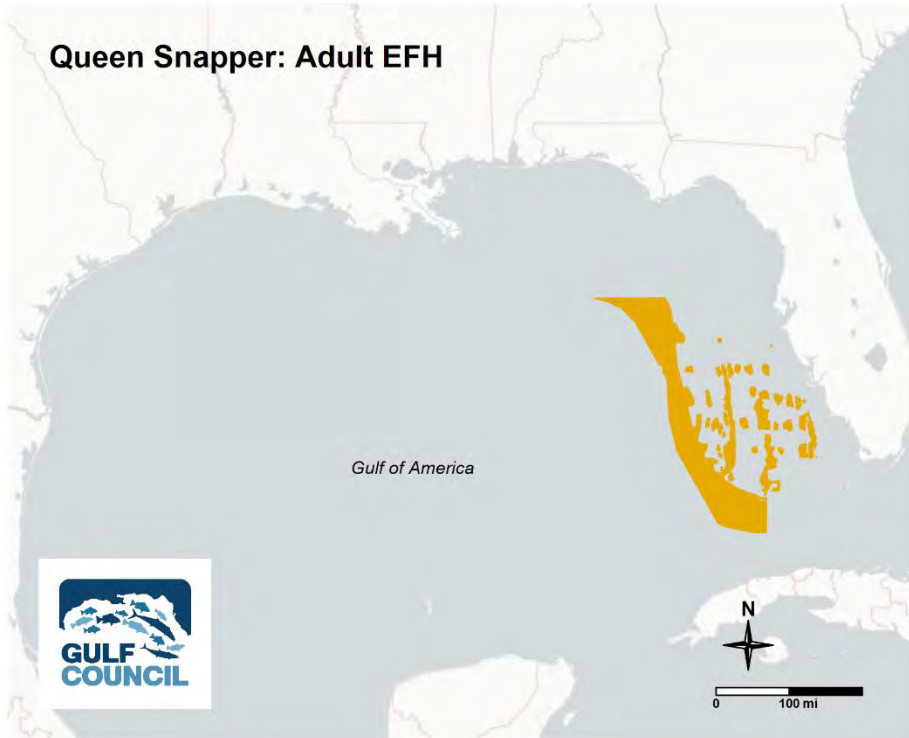 Queen Snapper: Adult EFH
Gulf of America
GULF
COUNCIL
N
0 100 mi